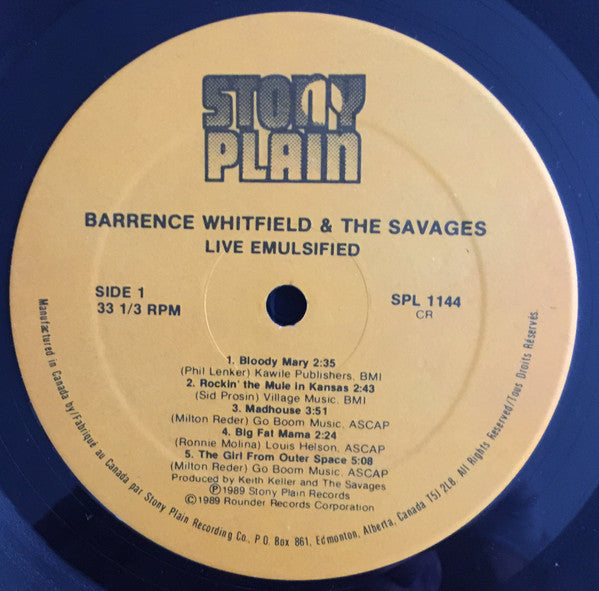 STONY
PLAIN
BARRENCE WHITFIELD & THE SAVAGES
LIVE EMULSIFIED
SIDE 1
33 1/3 RPM
SPL 1144
CR
1. Bloody Mary 2:35
(Phil Lenker) Kawile Publishers, BMI
2. Rockin' the Mule in Kansas 2:43
(Sid Prosin) Village Music, BMI
3. Madhouse 3:51
(Milton Reder) Go Boom Music, ASCAP
4. Big Fat Mama 2:24
(Ronnie Molina) Louis Helson, ASCAP
5. The Girl From Outer Space 5:08
(Milton Reder) Go Boom Music, ASCAP
Produced by Keith Keller and The Savages
Ⓟ1989 Stony Plain Records
©1989 Rounder Records Corporation
Manufactured in Canada by/Fabriqué au Canada par Stony Plain Recording Co., P.O. Box 861, Edmonton, Alberta, Canada T5J 2L8. All Rights Reserved/Tous Droits Réservés.